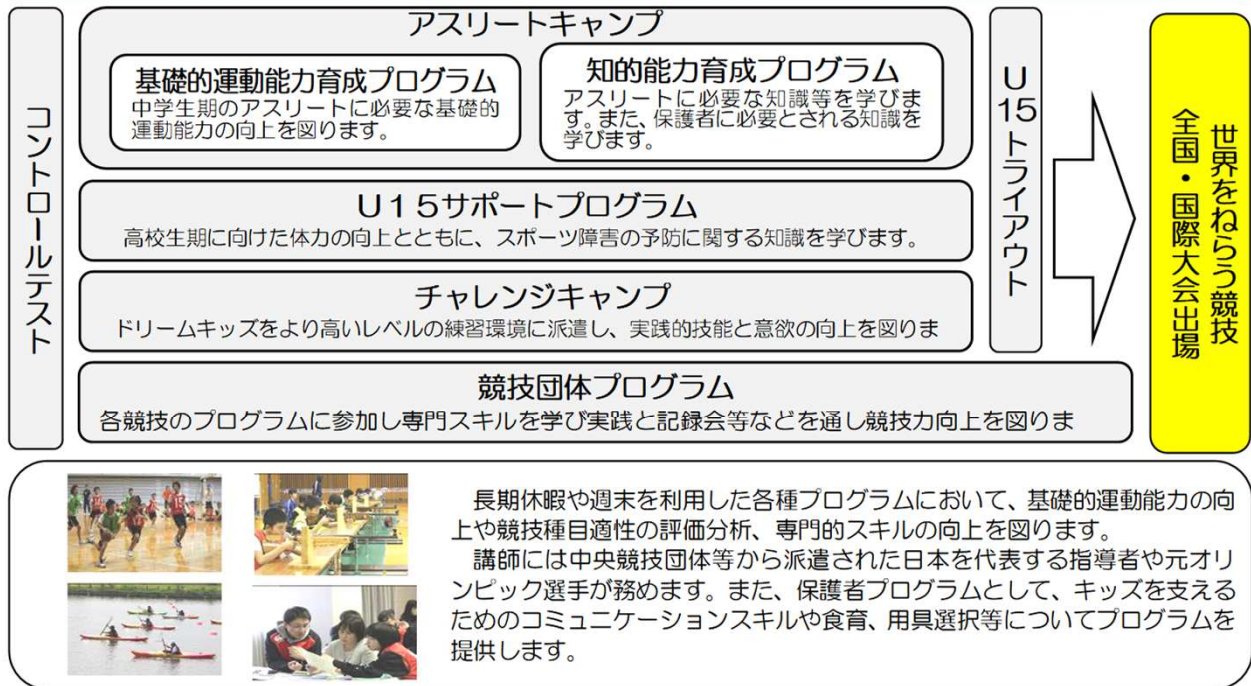 コントロールテスト
アスリートキャンプ
基礎的運動能力育成プログラム
中学生期のアスリートに必要な基礎的
運動能力の向上を図ります。
知的能力育成プログラム
アスリートに必要な知識等を学びま
す。また、保護者に必要とされる知識を
学びます。
U15サポートプログラム
高校生期に向けた体力の向上とともに、スポーツ障害の予防に関する知識を学びます。
チャレンジキャンプ
ドリームキッズをより高いレベルの練習環境に派遣し、実践的技能と意欲の向上を図りま
競技団体プログラム
各競技のプログラムに参加し専門スキルを学び実践と記録会等などを通し競技力向上を図りま
U15トライアウト
世界をねらう競技
全国・国際大会出場
長期休暇や週末を利用した各種プログラムにおいて、基礎的運動能力の向
上や競技種目適性の評価分析、専門的スキルの向上を図ります。
講師には中央競技団体等から派遣された日本を代表する指導者や元オリ
ンピック選手が務めます。また、保護者プログラムとして、キッズを支える
ためのコミュニケーションスキルや食育、用具選択等についてプログラムを
提供します。